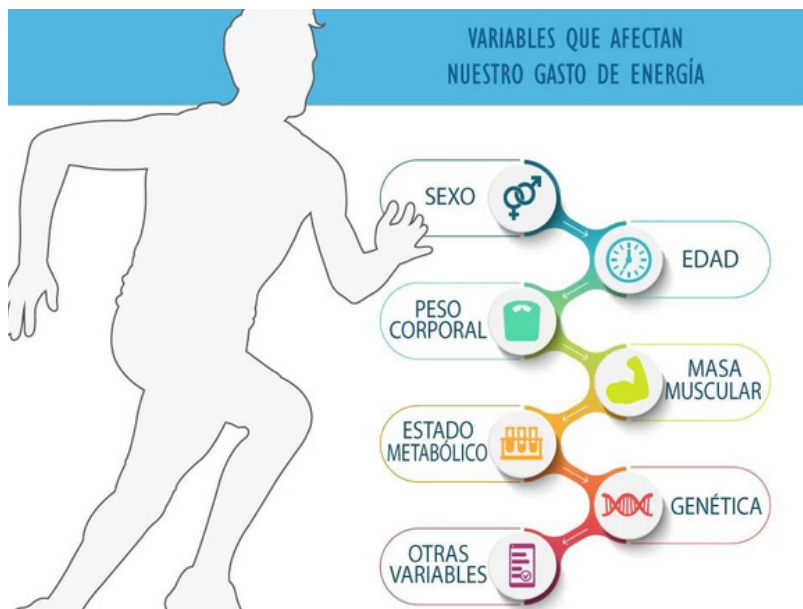 VARIABLES QUE AFECTAN
NUESTRO GASTO DE ENERGÍA
SEXO
EDAD
PESO
CORPORAL
MASA
MUSCULAR
ESTADO
METABÓLICO
GENÉTICA
OTRAS
VARIABLES